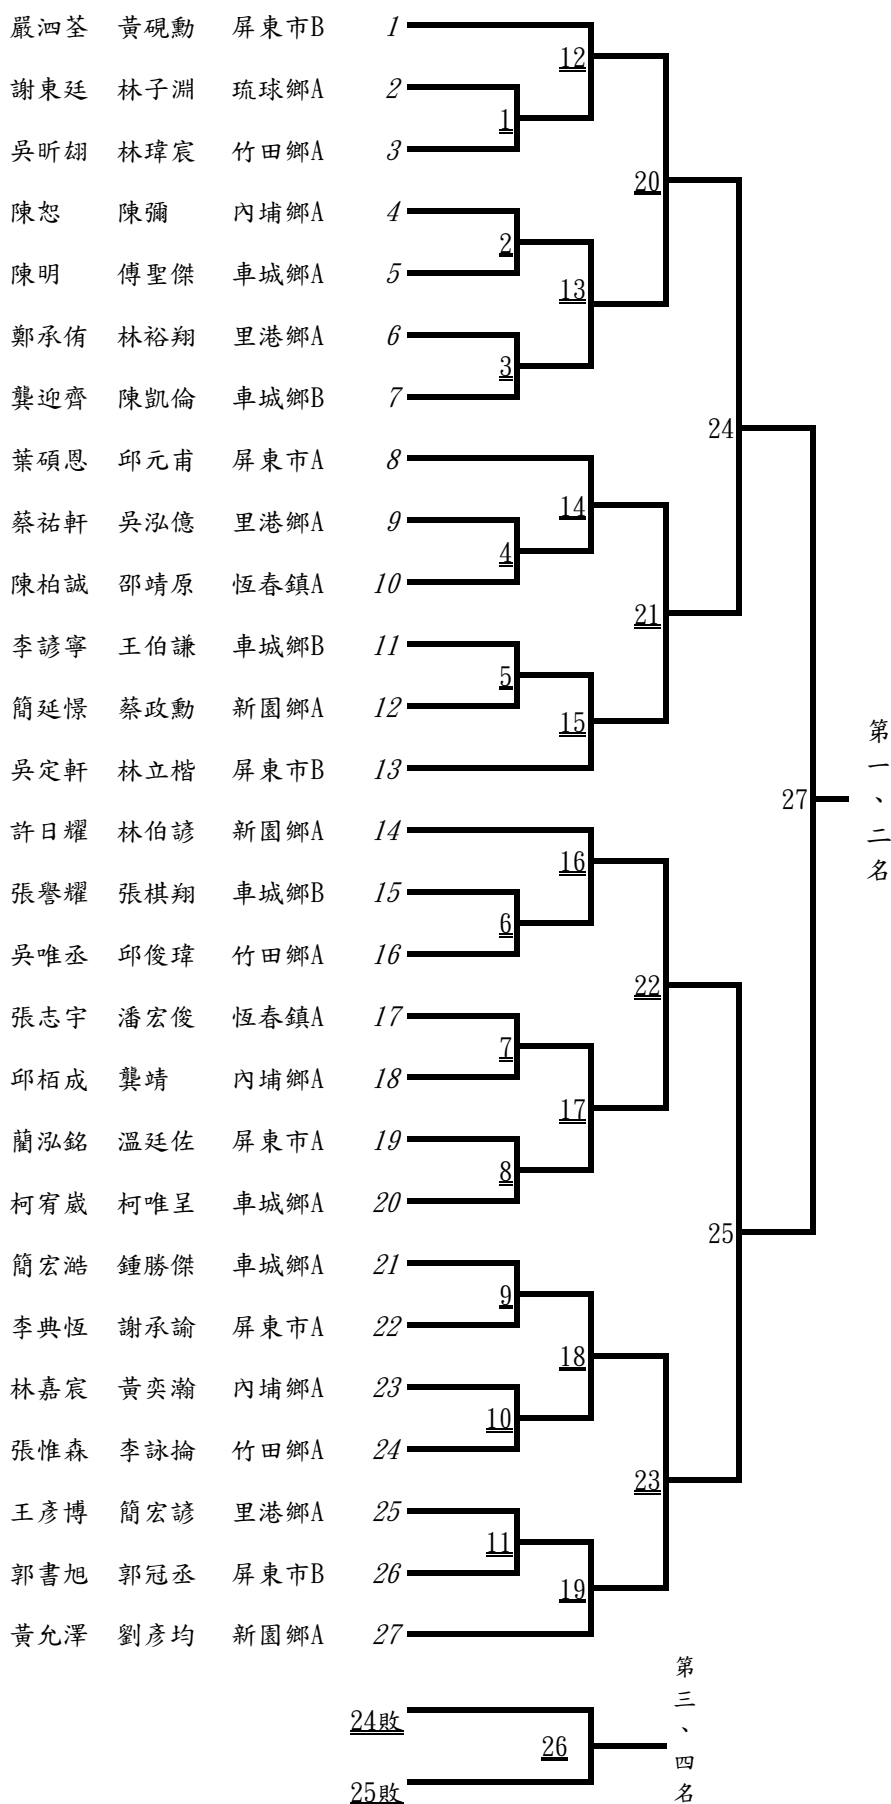 嚴泗荃 黃硯勳 屏東市B 1
12
謝東廷 林子淵 琉球鄉A 2
1
吳昕翃 林瑋宸 竹田鄉A 3
20
陳恕 陳彌 內埔鄉A 4
2
陳明 傅聖傑 車城鄉A 5
13
鄭承侑 林裕翔 里港鄉A 6
3
龔迎齊 陳凱倫 車城鄉B 7
24
葉碩恩 邱元甫 屏東市A 8
14
蔡祐軒 吳泓億 里港鄉A 9
4
陳柏誠 邵靖原 恆春鎮A 10
21
李諺寧 王伯謙 車城鄉B 11
5
簡延憬 蔡政勳 新園鄉A 12
15
吳定軒 林立楷 屏東市B 13
27
第一、二名
許日耀 林伯諺 新園鄉A 14
16
張譽耀 張棋翔 車城鄉B 15
6
吳唯丞 邱俊瑋 竹田鄉A 16
22
張志宇 潘宏俊 恆春鎮A 17
7
邱栢成 龔靖 內埔鄉A 18
17
藺泓銘 溫廷佐 屏東市A 19
8
柯宥崴 柯唯呈 車城鄉A 20
25
簡宏澔 鍾勝傑 車城鄉A 21
9
李典恆 謝承諭 屏東市A 22
18
林嘉宸 黃奕瀚 內埔鄉A 23
10
張惟森 李詠掄 竹田鄉A 24
23
王彥博 簡宏諺 里港鄉A 25
11
郭書旭 郭冠丞 屏東市B 26
19
黃允澤 劉彥均 新園鄉A 27
24敗
26
第三、四名
25敗